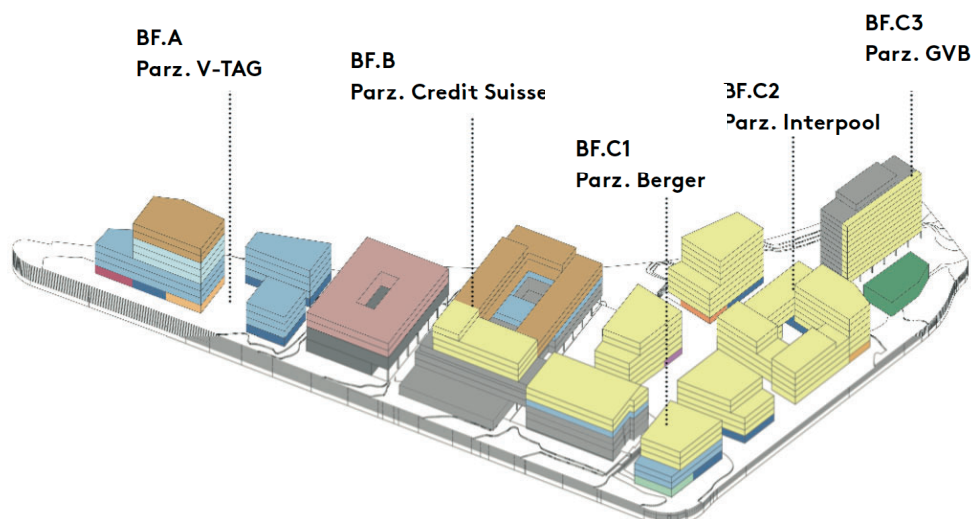 BF.A
Parz. V-TAG
BF.B
Parz. Credit Suisse
BF.C1
Parz. Berger
BF.C2
Parz. Interpool
BF.C3
Parz. GVB